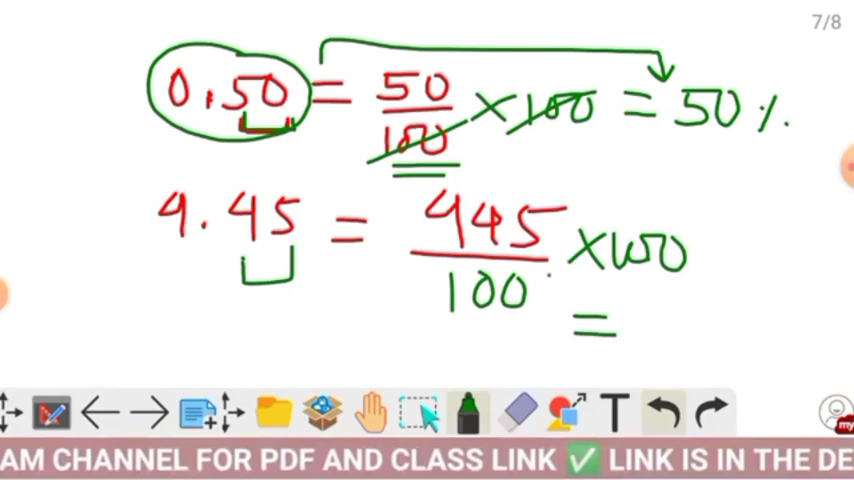 7/8
0.50 = 50/100 × 100 = 50 %
4.45 = 445/100 × 100
=
T
my
AM CHANNEL FOR PDF AND CLASS LINK ✅ LINK IS IN THE DE